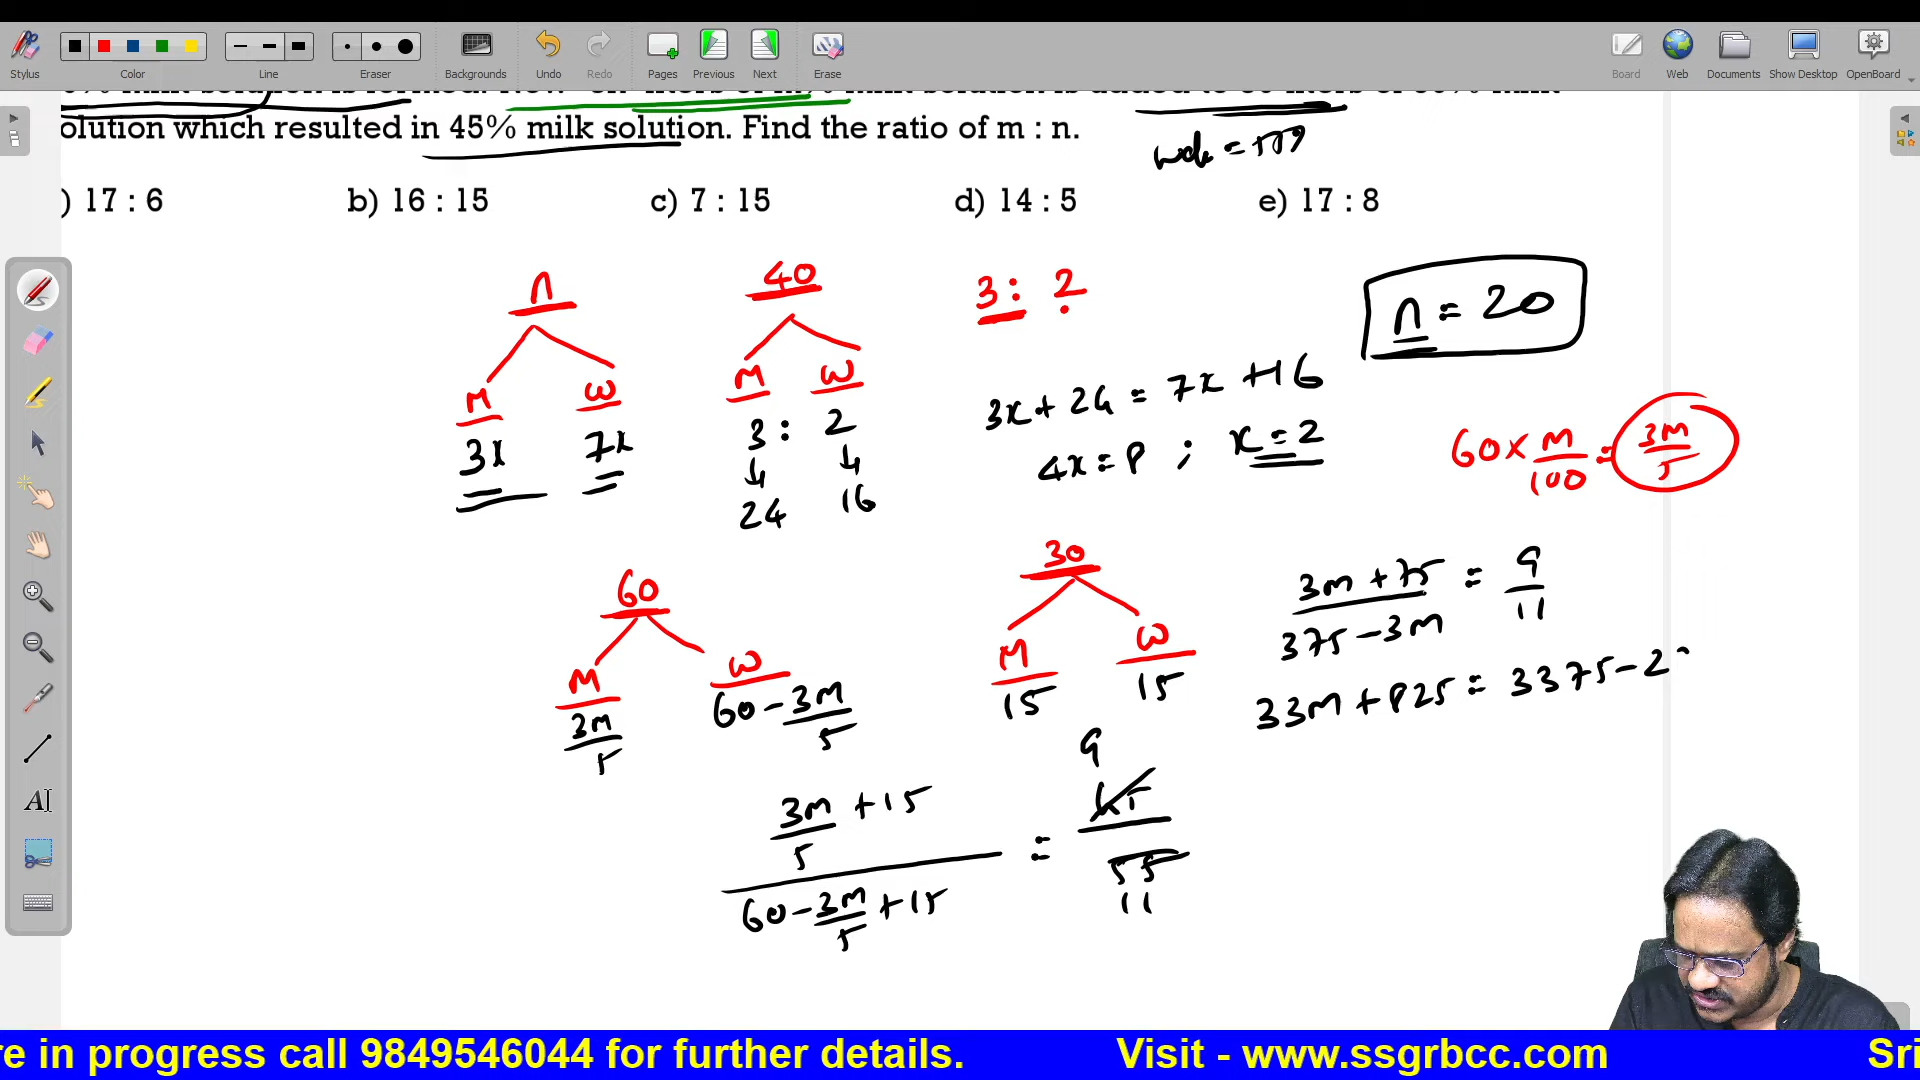 Stylus
Color
Line
Eraser
Backgrounds
Undo
Redo
Pages
Previous
Next
Erase
Board
Web
Documents
Show Desktop
OpenBoard
olution which resulted in 45% milk solution. Find the ratio of m : n.
) 17 : 6
b) 16 : 15
c) 7 : 15
d) 14 : 5
e) 17 : 8
n
M W
3x 7x
40
M W
3 : 2
24 16
3 : 2
n = 20
3x + 24 = 7x + 16
4x = 8 ; x = 2
60 x M/100 = 3M/5
60
M W
3M/5 60 - 3M/5
30
M W
15 15
3m + 75 / 375 - 3m = 9/11
33m + 825 = 3375 - 2
3m/5 + 15 / 60 - 3m/5 + 15 = 45/55
9
11
AI
re in progress call 9849546044 for further details. Visit - www.ssgrbcc.com Sri